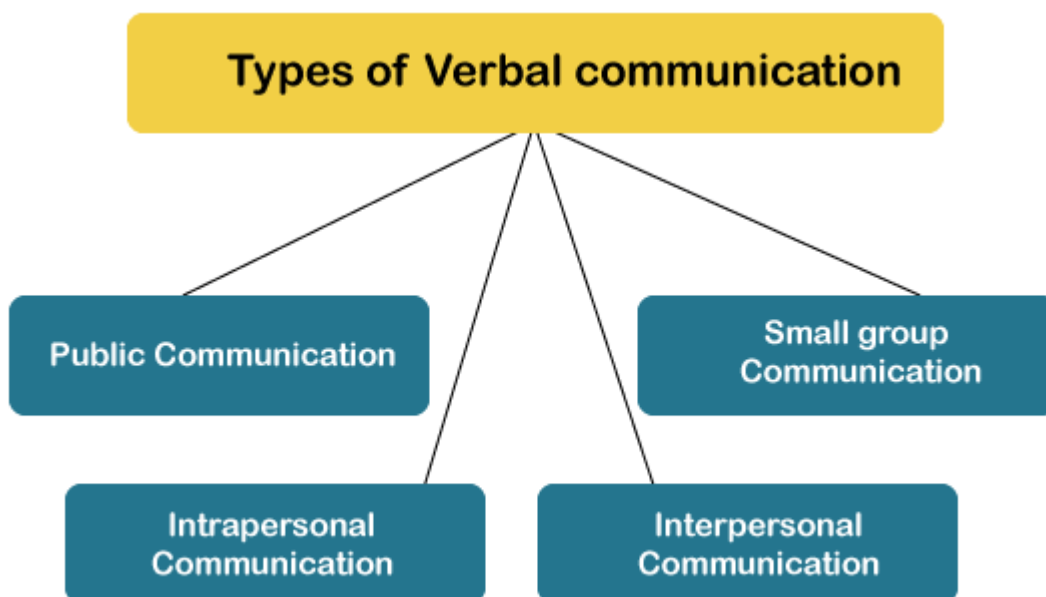 Types of Verbal communication
Public Communication
Small group
Communication
Intrapersonal
Communication
Interpersonal
Communication